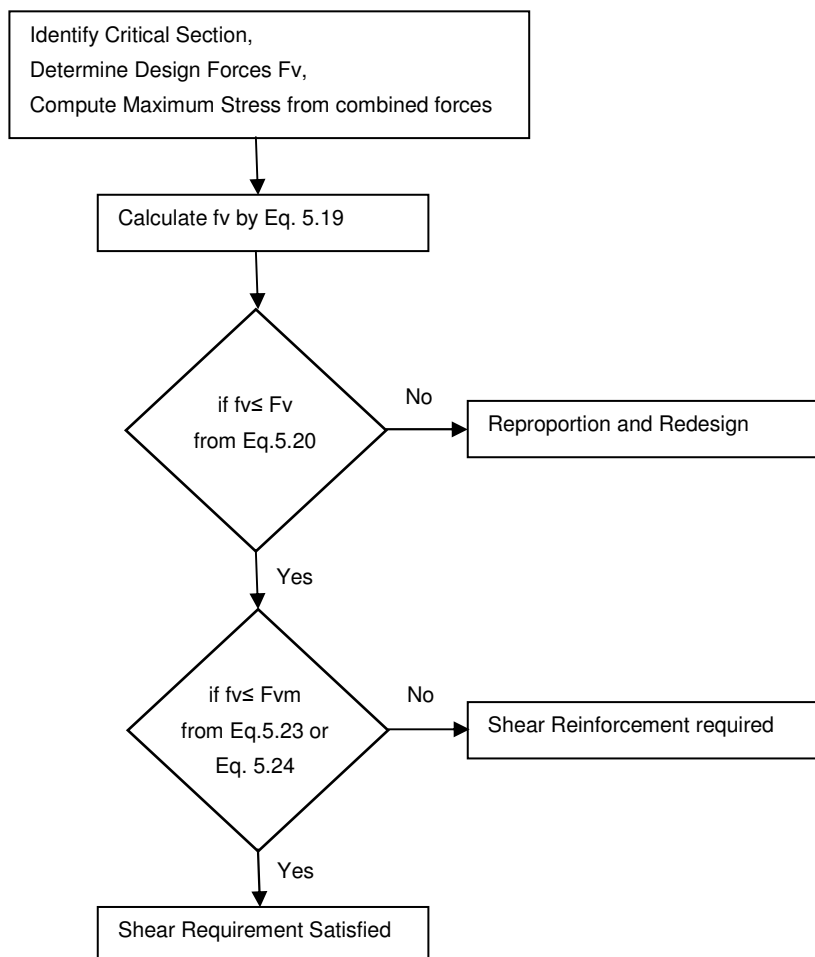 Identify Critical Section,
Determine Design Forces Fv,
Compute Maximum Stress from combined forces
Calculate fv by Eq. 5.19
if fv≤ Fv
from Eq.5.20
No
Reproportion and Redesign
Yes
if fv≤ Fvm
from Eq.5.23 or
Eq. 5.24
No
Shear Reinforcement required
Yes
Shear Requirement Satisfied